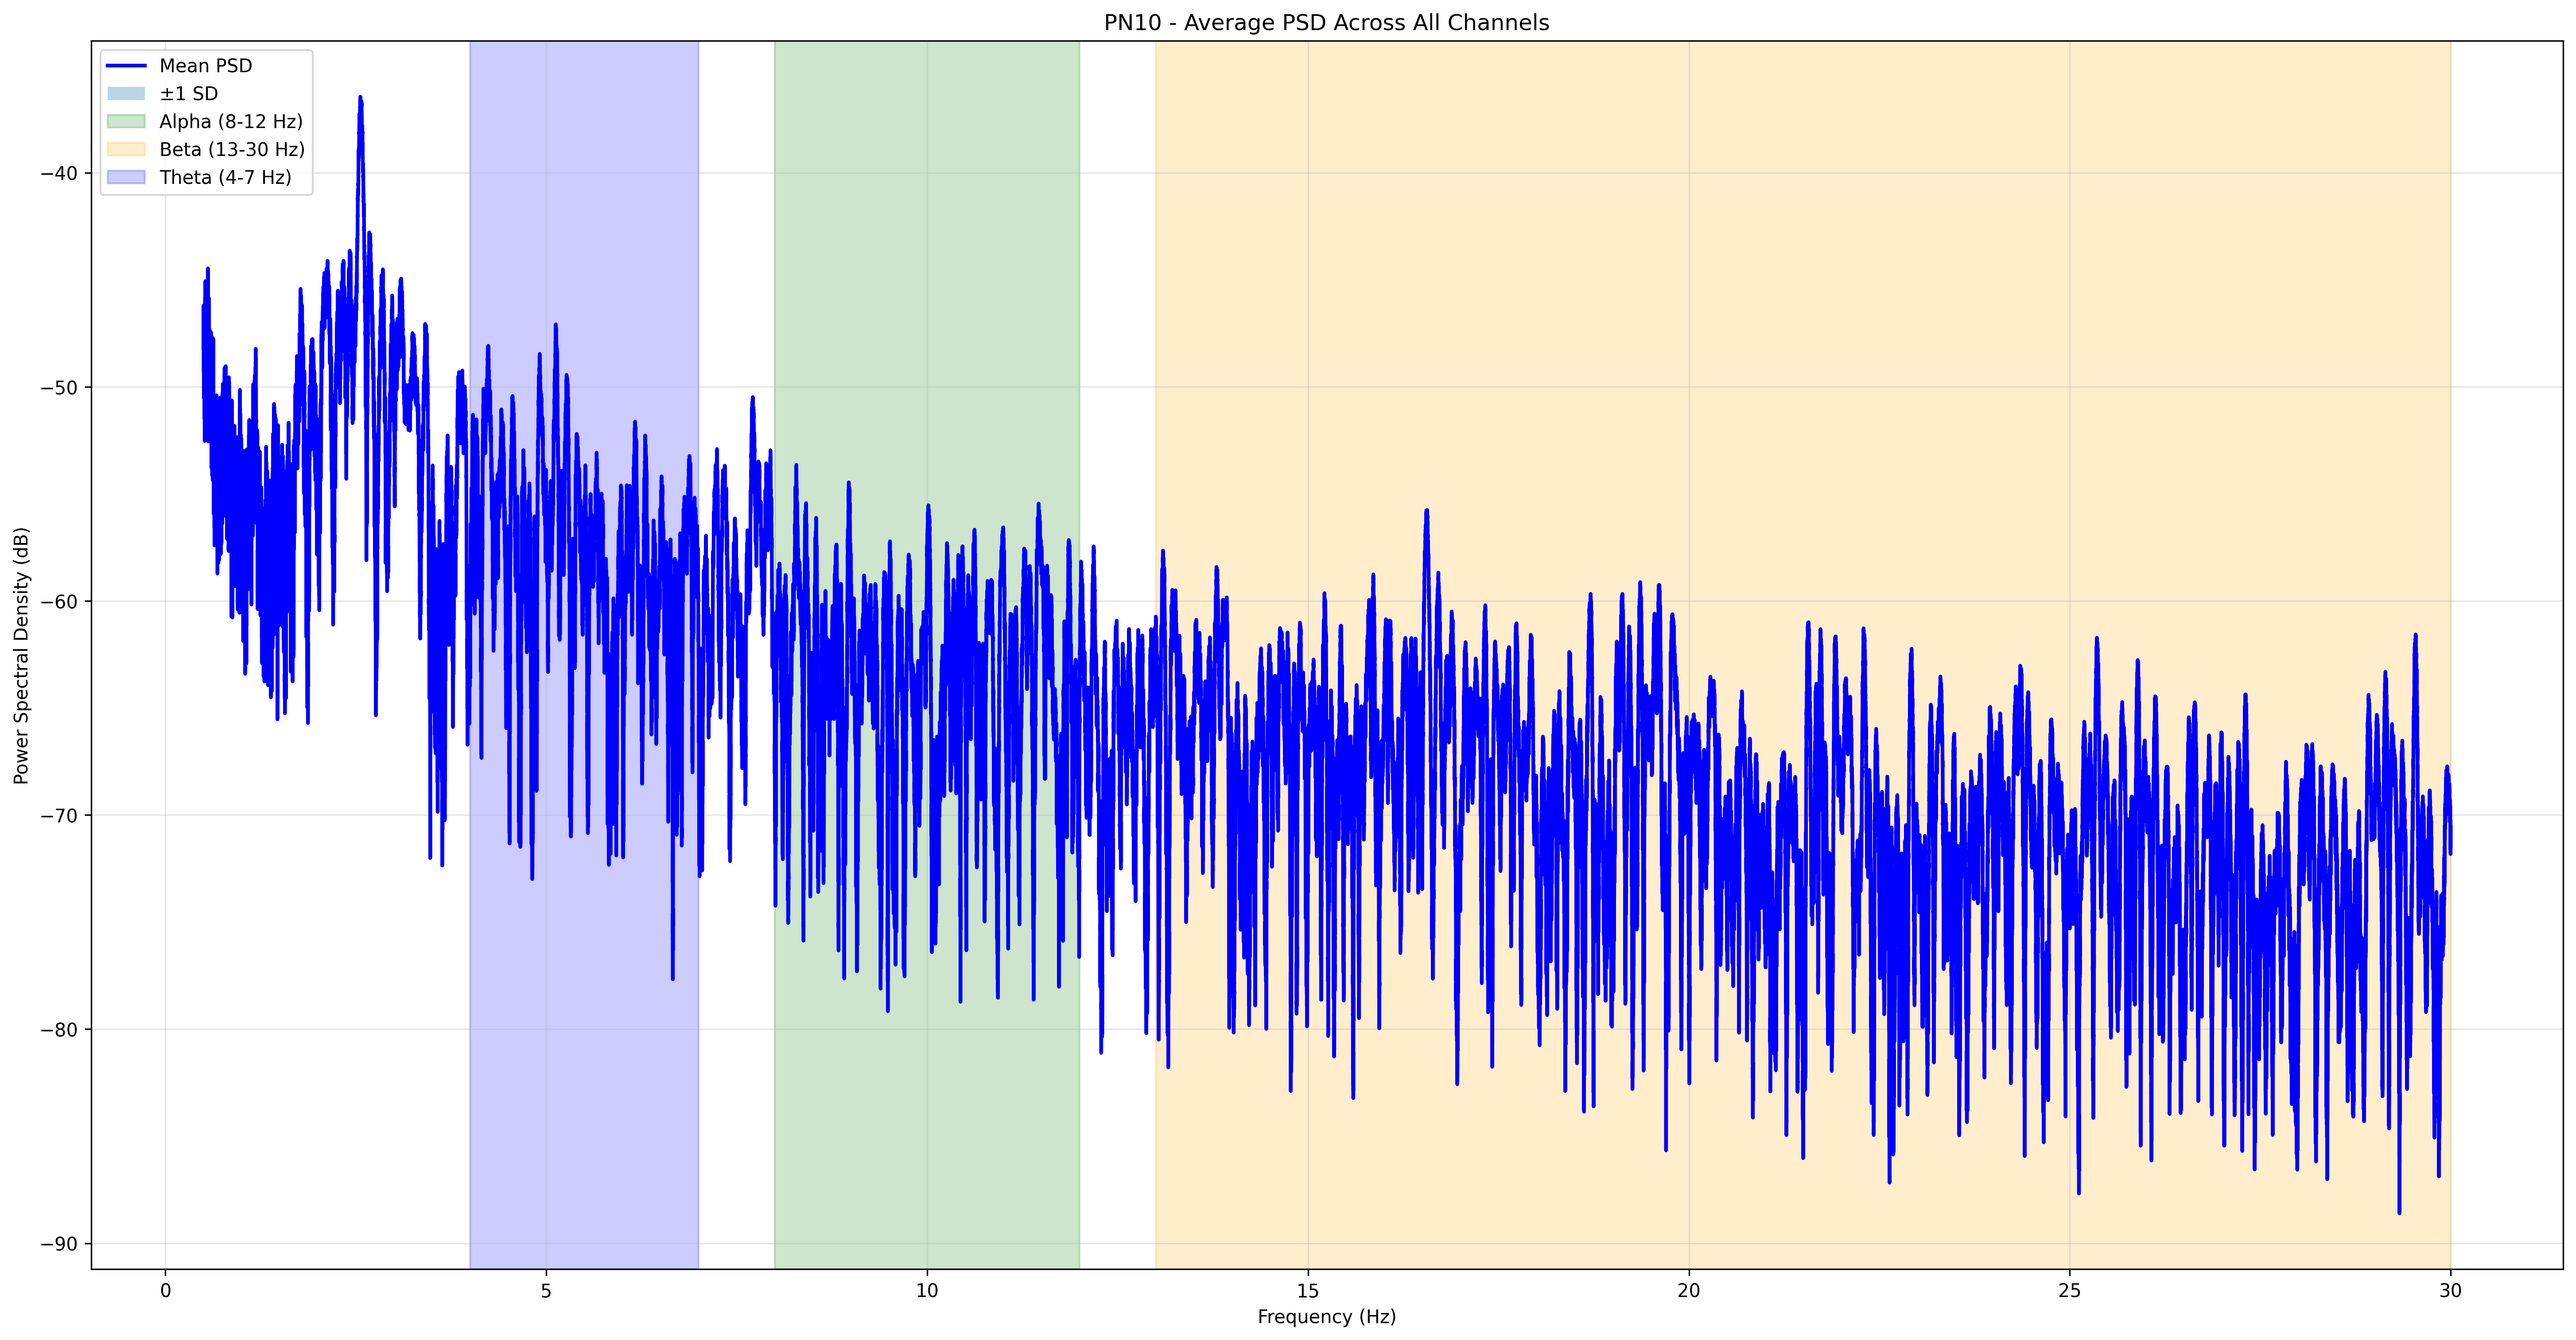 PN10 - Average PSD Across All Channels
Mean PSD
±1 SD
Alpha (8-12 Hz)
Beta (13-30 Hz)
Theta (4-7 Hz)
Power Spectral Density (dB)
−40
−50
−60
−70
−80
−90
0 5 10 15 20 25 30
Frequency (Hz)